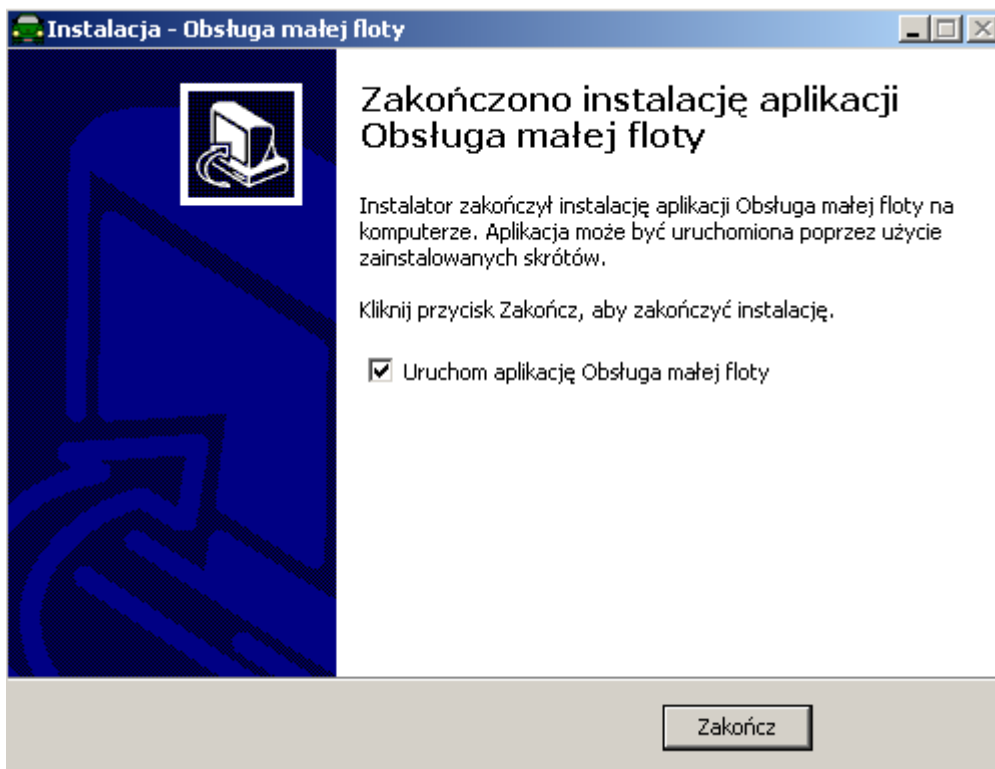 Instalacja - Obsługa małej floty
Zakończono instalację aplikacji
Obsługa małej floty
Instalator zakończył instalację aplikacji Obsługa małej floty na
komputerze. Aplikacja może być uruchomiona poprzez użycie
zainstalowanych skrótów.
Kliknij przycisk Zakończ, aby zakończyć instalację.
Uruchom aplikację Obsługa małej floty
Zakończ